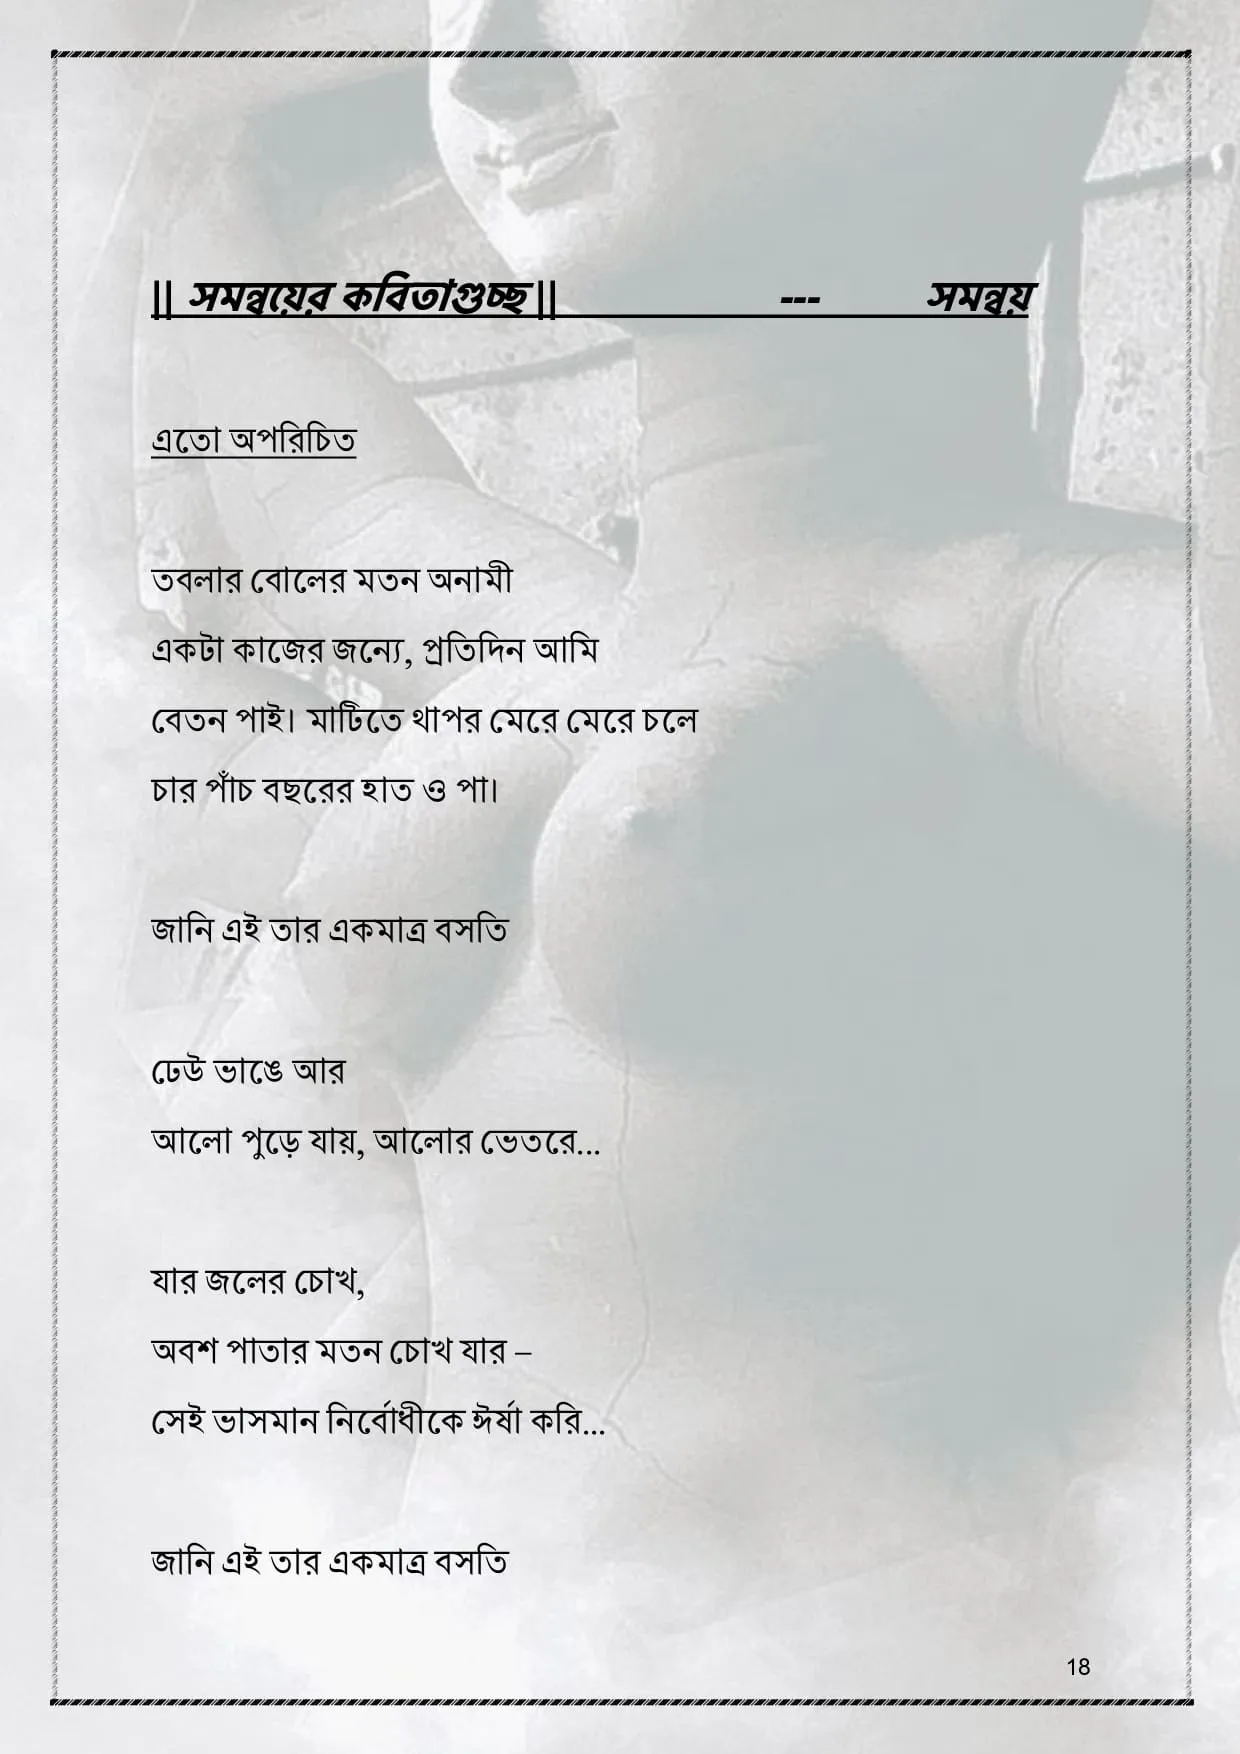 || সমন্বয়ের কবিতাগুচ্ছ || --- সমন্বয়
এতো অপরিচিত
তবলার বোলের মতন অনামী
একটা কাজের জন্যে, প্রতিদিন আমি
বেতন পাই। মাটিতে থাপর মেরে মেরে চলে
চার পাঁচ বছরের হাত ও পা।
জানি এই তার একমাত্র বসতি
ঢেউ ভাঙে আর
আলো পুড়ে যায়, আলোর ভেতরে...
যার জলের চোখ,
অবশ পাতার মতন চোখ যার –
সেই ভাসমান নির্বোধীকে ঈর্ষা করি...
জানি এই তার একমাত্র বসতি
18